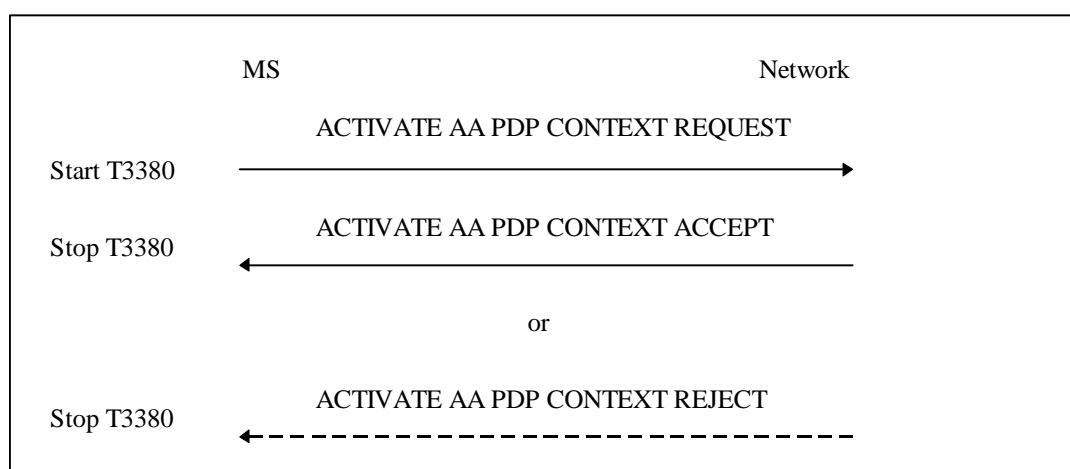 MS Network
ACTIVATE AA PDP CONTEXT REQUEST
Start T3380
ACTIVATE AA PDP CONTEXT ACCEPT
Stop T3380
or
ACTIVATE AA PDP CONTEXT REJECT
Stop T3380